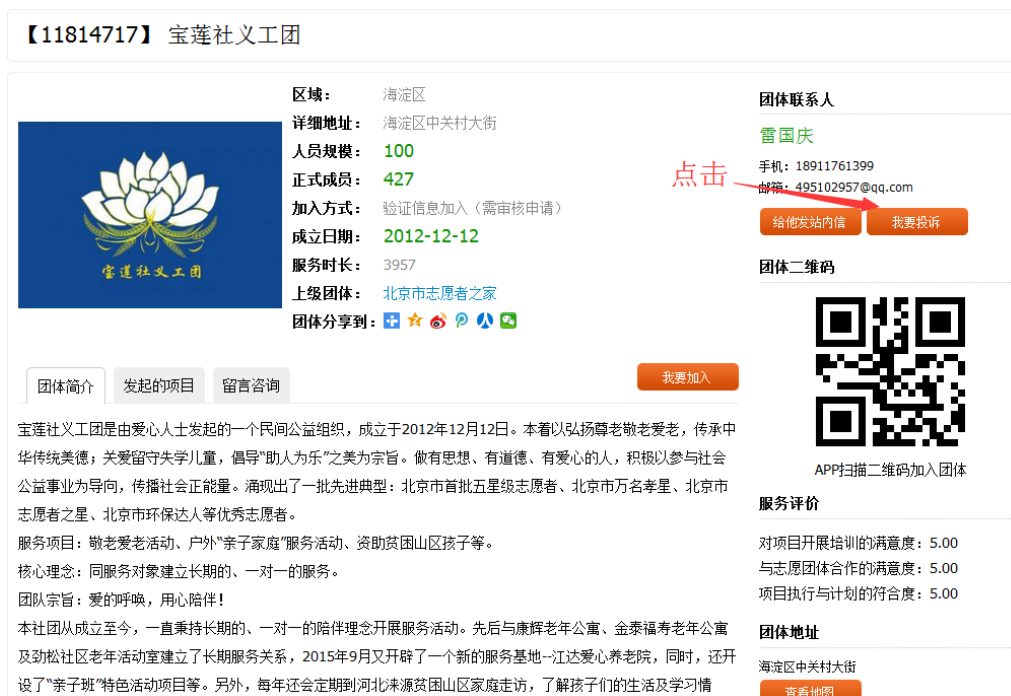 【11814717】 宝莲社义工团
宝莲社义工团
区域： 海淀区
详细地址： 海淀区中关村大街
人员规模： 100
正式成员： 427
加入方式： 验证信息加入（需审核申请）
成立日期： 2012-12-12
服务时长： 3957
上级团体： 北京市志愿者之家
团体分享到：
团体联系人
雷国庆
手机：18911761399
邮箱：495102957@qq.com
点击
给他发站内信 我要投诉
团体二维码
APP扫描二维码加入团体
服务评价
对项目开展培训的满意度：5.00
与志愿团体合作的满意度：5.00
项目执行与计划的符合度：5.00
团体地址
海淀区中关村大街
查看地图
团体简介 发起的项目 留言咨询 我要加入
宝莲社义工团是由爱心人士发起的一个民间公益组织，成立于2012年12月12日。本着以弘扬尊老敬老爱老，传承中
华传统美德；关爱留守失学儿童，倡导“助人为乐”之美为宗旨。做有思想、有道德、有爱心的人，积极以参与社会
公益事业为导向，传播社会正能量。涌现出了一批先进典型：北京市首批五星级志愿者、北京市万名孝星、北京市
志愿者之星、北京市环保达人等优秀志愿者。
服务项目：敬老爱老活动、户外“亲子家庭”服务活动、资助贫困山区孩子等。
核心理念：同服务对象建立长期的、一对一的服务。
团队宗旨：爱的呼唤，用心陪伴！
本社团从成立至今，一直秉持长期的、一对一的陪伴理念开展服务活动。先后与康辉老年公寓、金泰福寿老年公寓
及劲松社区老年活动室建立了长期服务关系，2015年9月又开辟了一个新的服务基地--江达爱心养老院，同时，还开
设了“亲子班”特色活动项目等。另外，每年还会定期到河北涞源贫困山区家庭走访，了解孩子们的生活及学习情